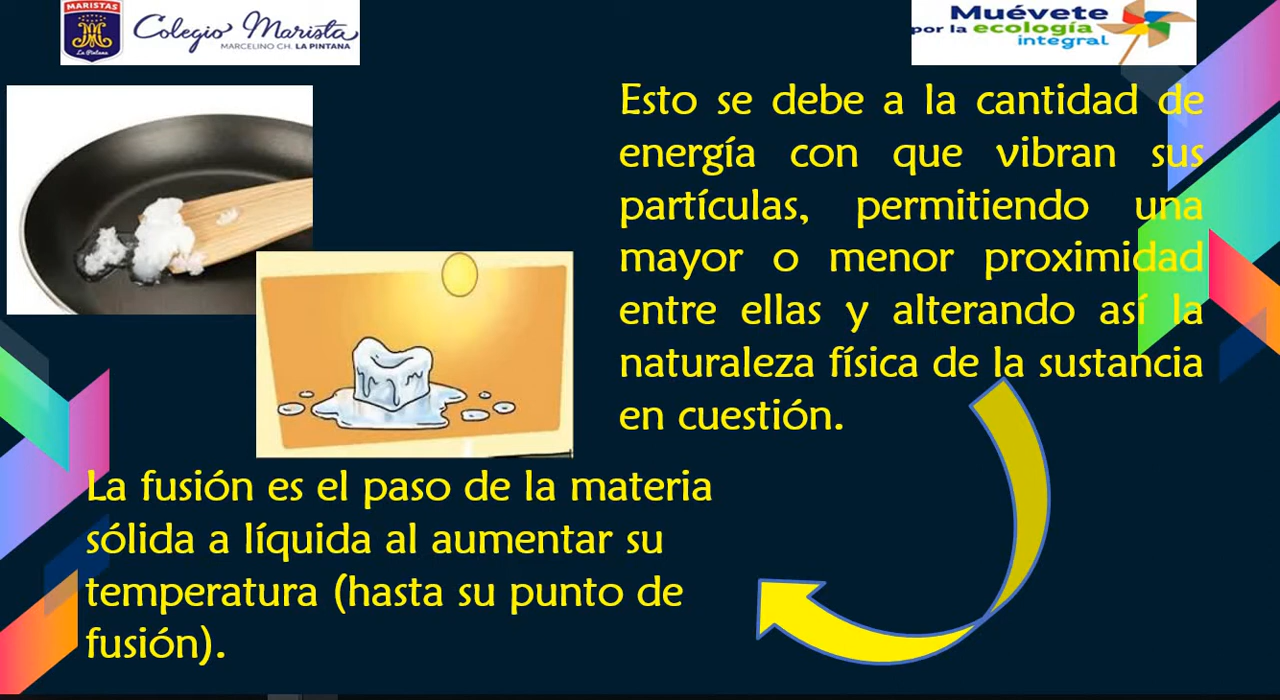 MARISTAS
La Pintana
Colegio Marista
MARCELINO CH. LA PINTANA
Muévete
por la ecología
integral
Esto se debe a la cantidad de
energía con que vibran sus
partículas, permitiendo una
mayor o menor proximidad
entre ellas y alterando así la
naturaleza física de la sustancia
en cuestión.
La fusión es el paso de la materia
sólida a líquida al aumentar su
temperatura (hasta su punto de
fusión).